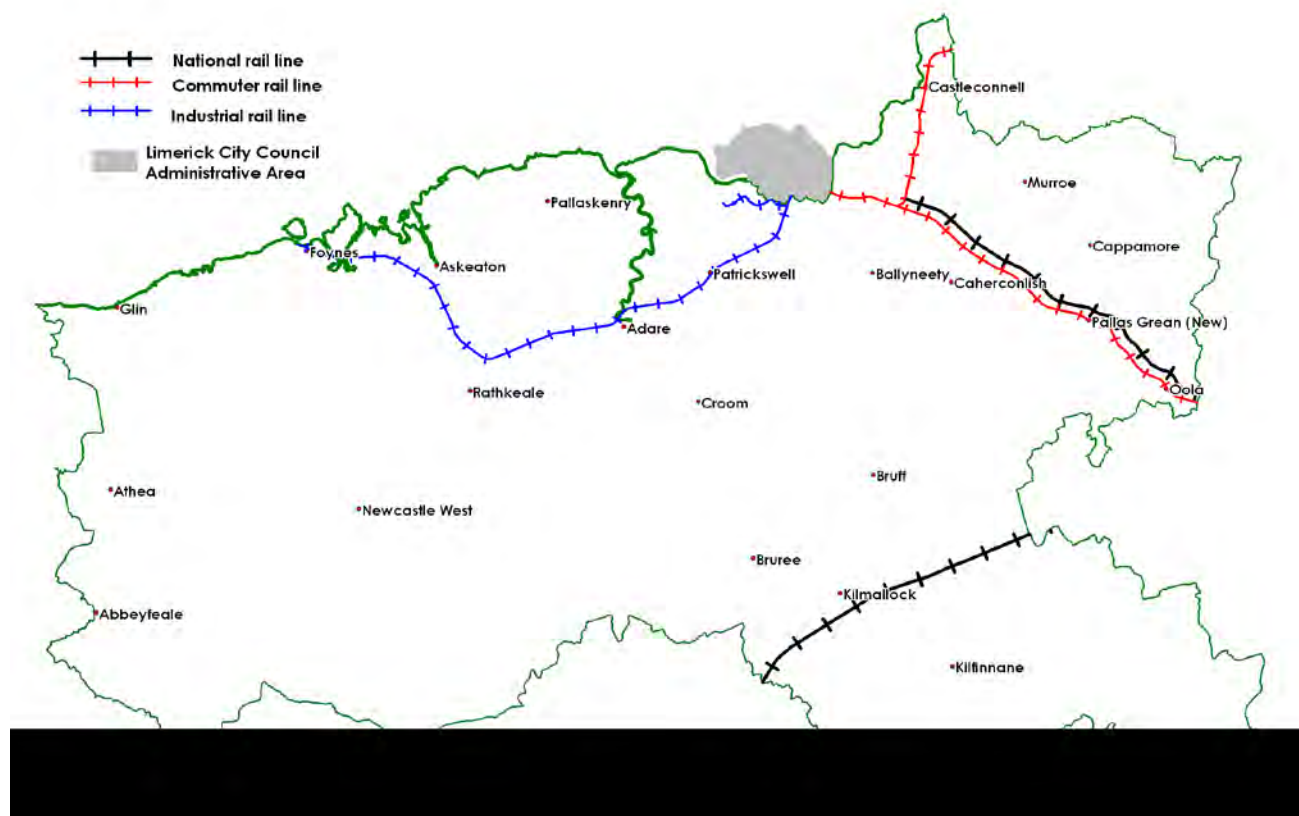 National rail line
Commuter rail line
Industrial rail line
Limerick City Council
Administrative Area
Castleconnell
Murroe
Pallaskenry
Cappamore
Foynes
Askeaton
Patrickswell
Ballyneety
Caherconlish
Glin
Adare
Pallas Grean (New)
Rathkeale
Croom
Oola
Athea
Newcastle West
Bruff
Bruree
Kilmallock
Abbeyfeale
Kilfinnane